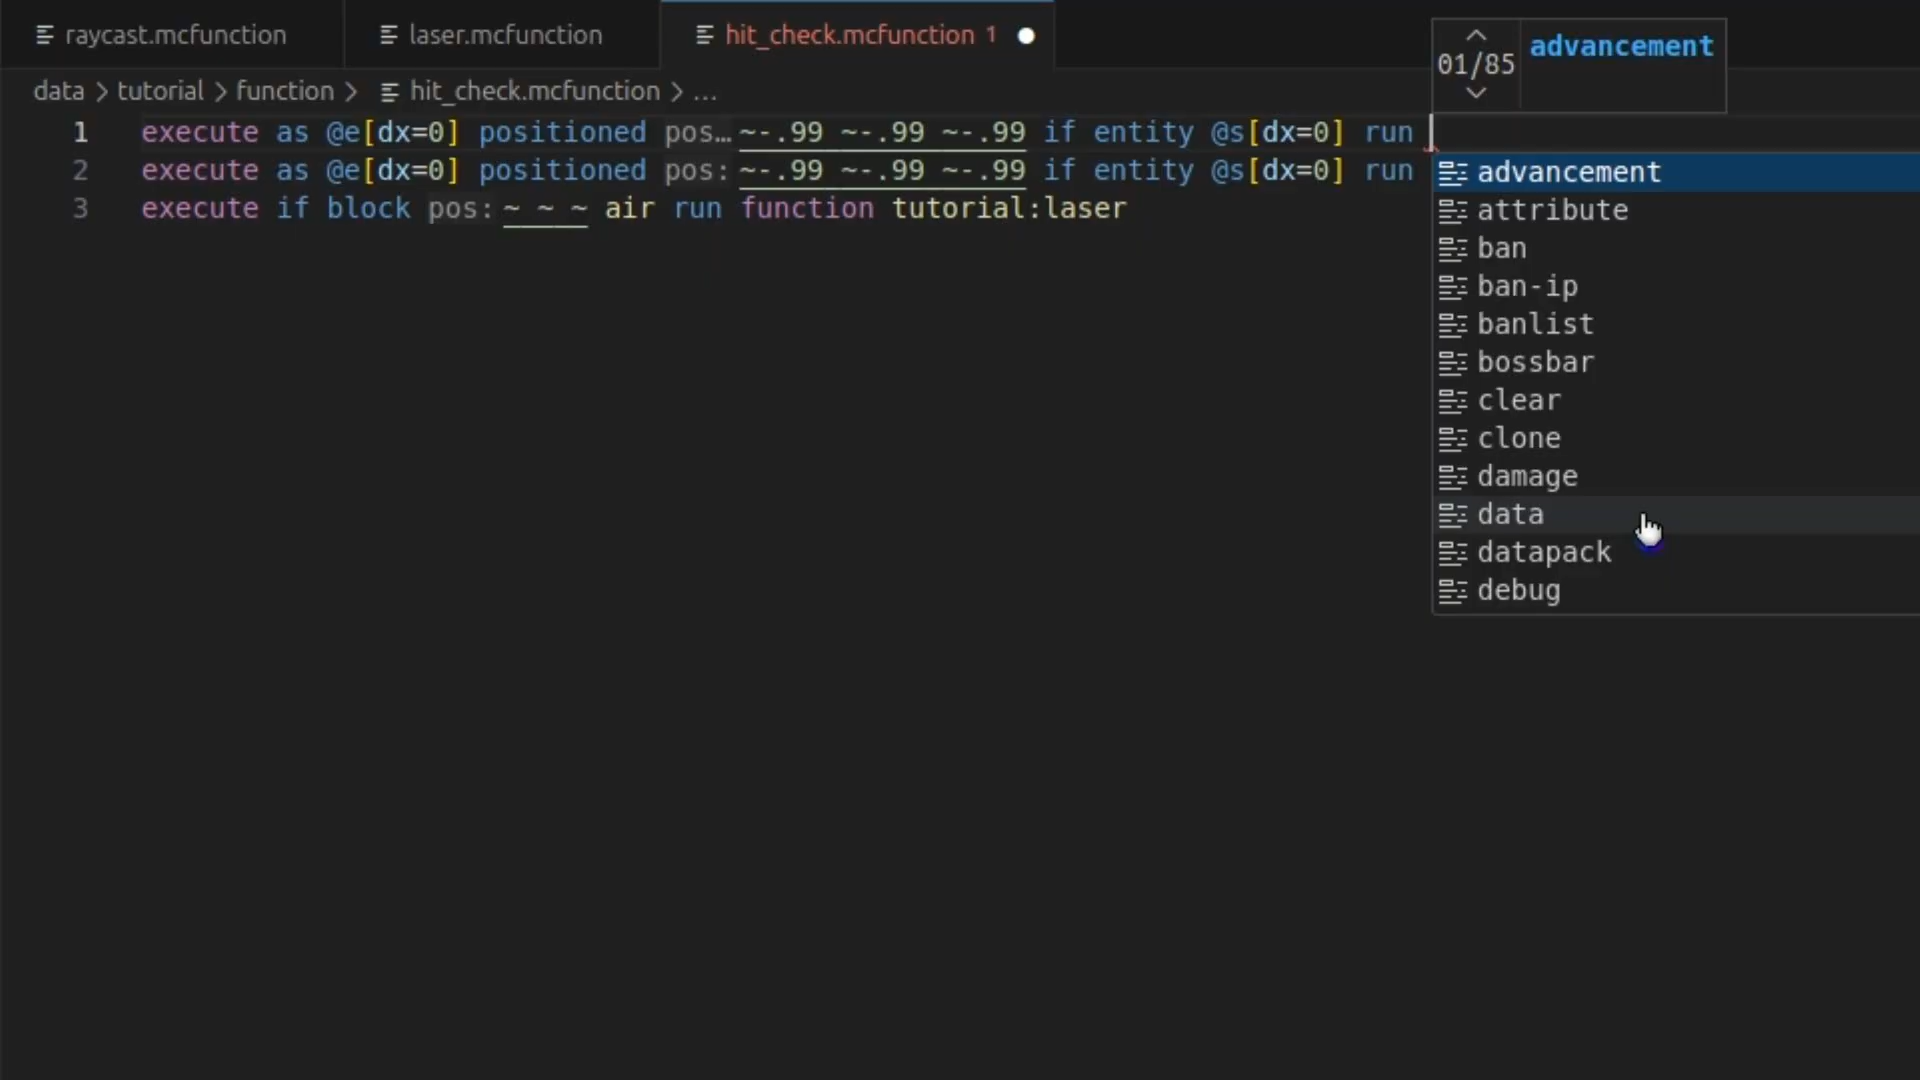 raycast.mcfunction laser.mcfunction hit_check.mcfunction 1
data > tutorial > function > hit_check.mcfunction > ...
01/85 advancement
1 execute as @e[dx=0] positioned pos… ~-.99 ~-.99 ~-.99 if entity @s[dx=0] run
2 execute as @e[dx=0] positioned pos: ~-.99 ~-.99 ~-.99 if entity @s[dx=0] run
3 execute if block pos: ~ ~ ~ air run function tutorial:laser
advancement
attribute
ban
ban-ip
banlist
bossbar
clear
clone
damage
data
datapack
debug